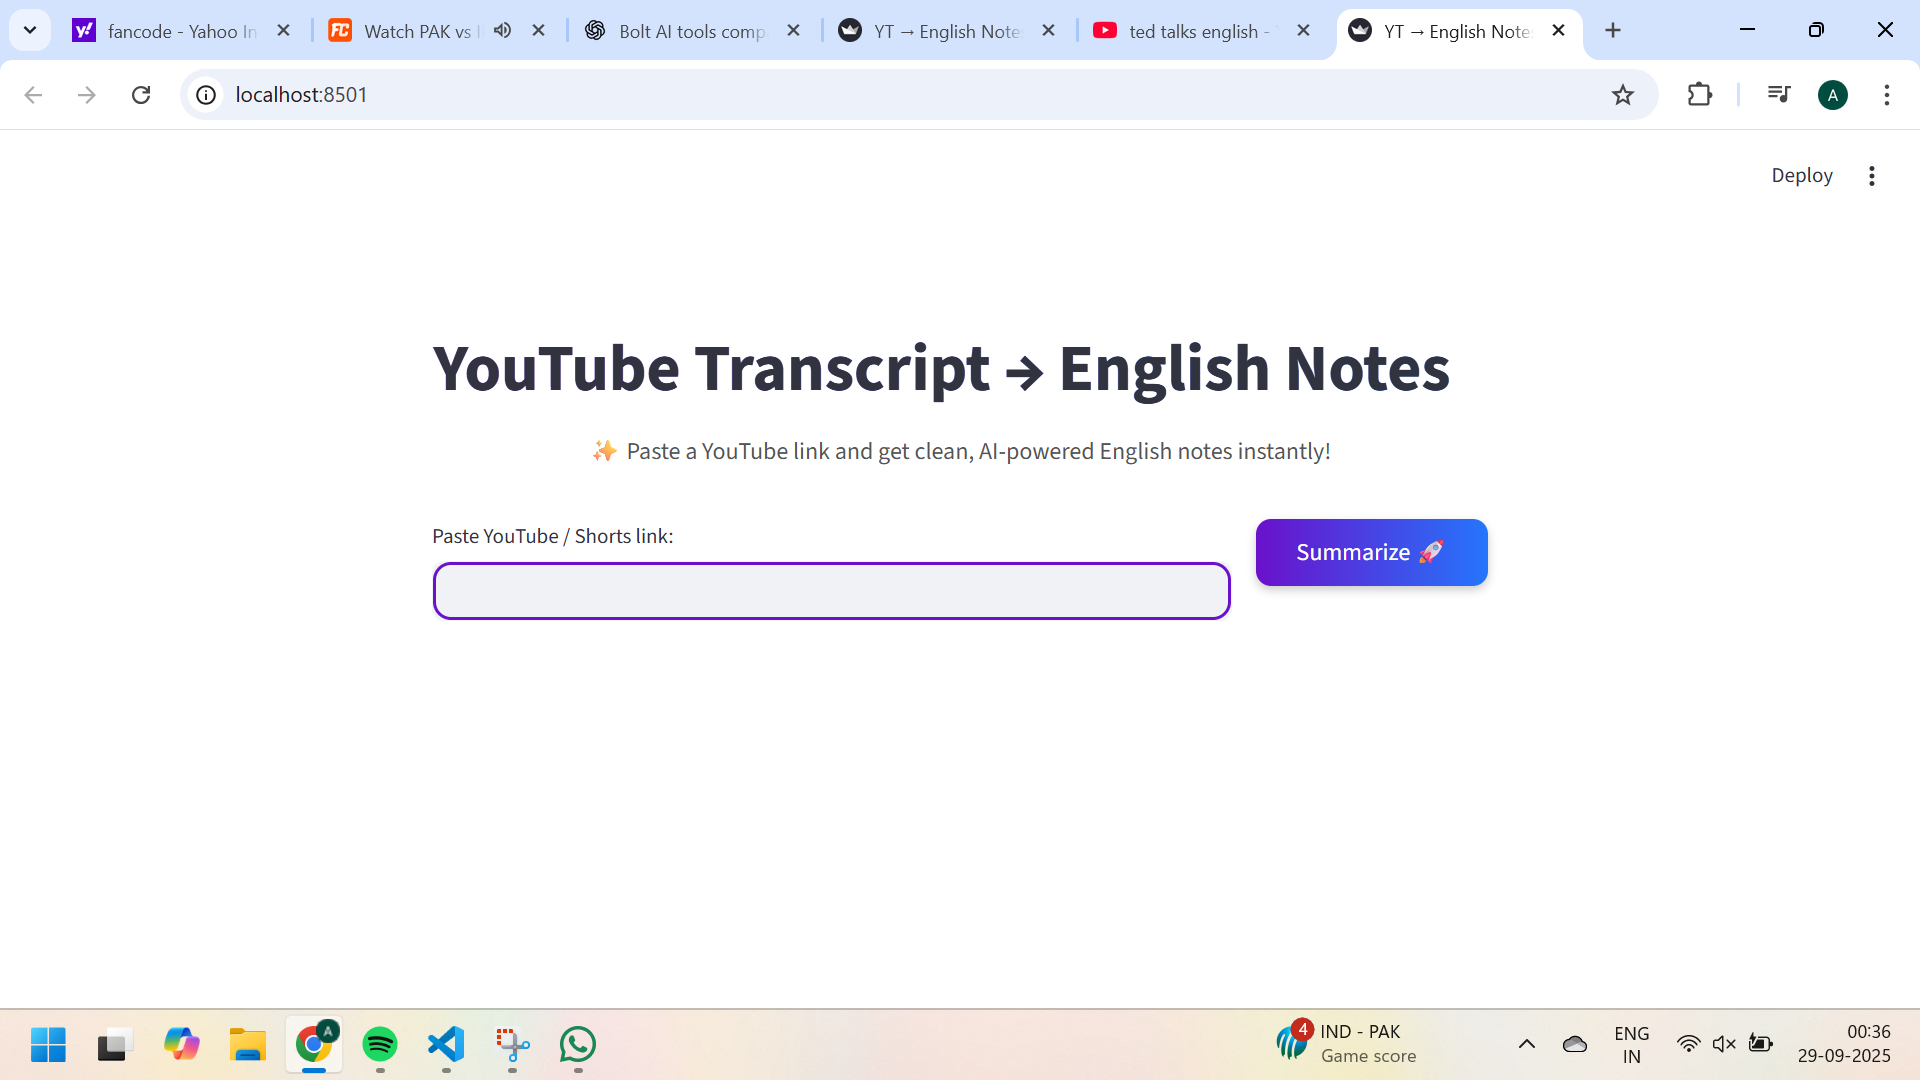 fancode - Yahoo In
Watch PAK vs I
Bolt AI tools comp
YT → English Note
ted talks english -
YT → English Note
localhost:8501
A
Deploy
YouTube Transcript → English Notes
✨ Paste a YouTube link and get clean, AI-powered English notes instantly!
Paste YouTube / Shorts link:
Summarize 🚀
A
4
IND - PAK
Game score
ENG
IN
00:36
29-09-2025